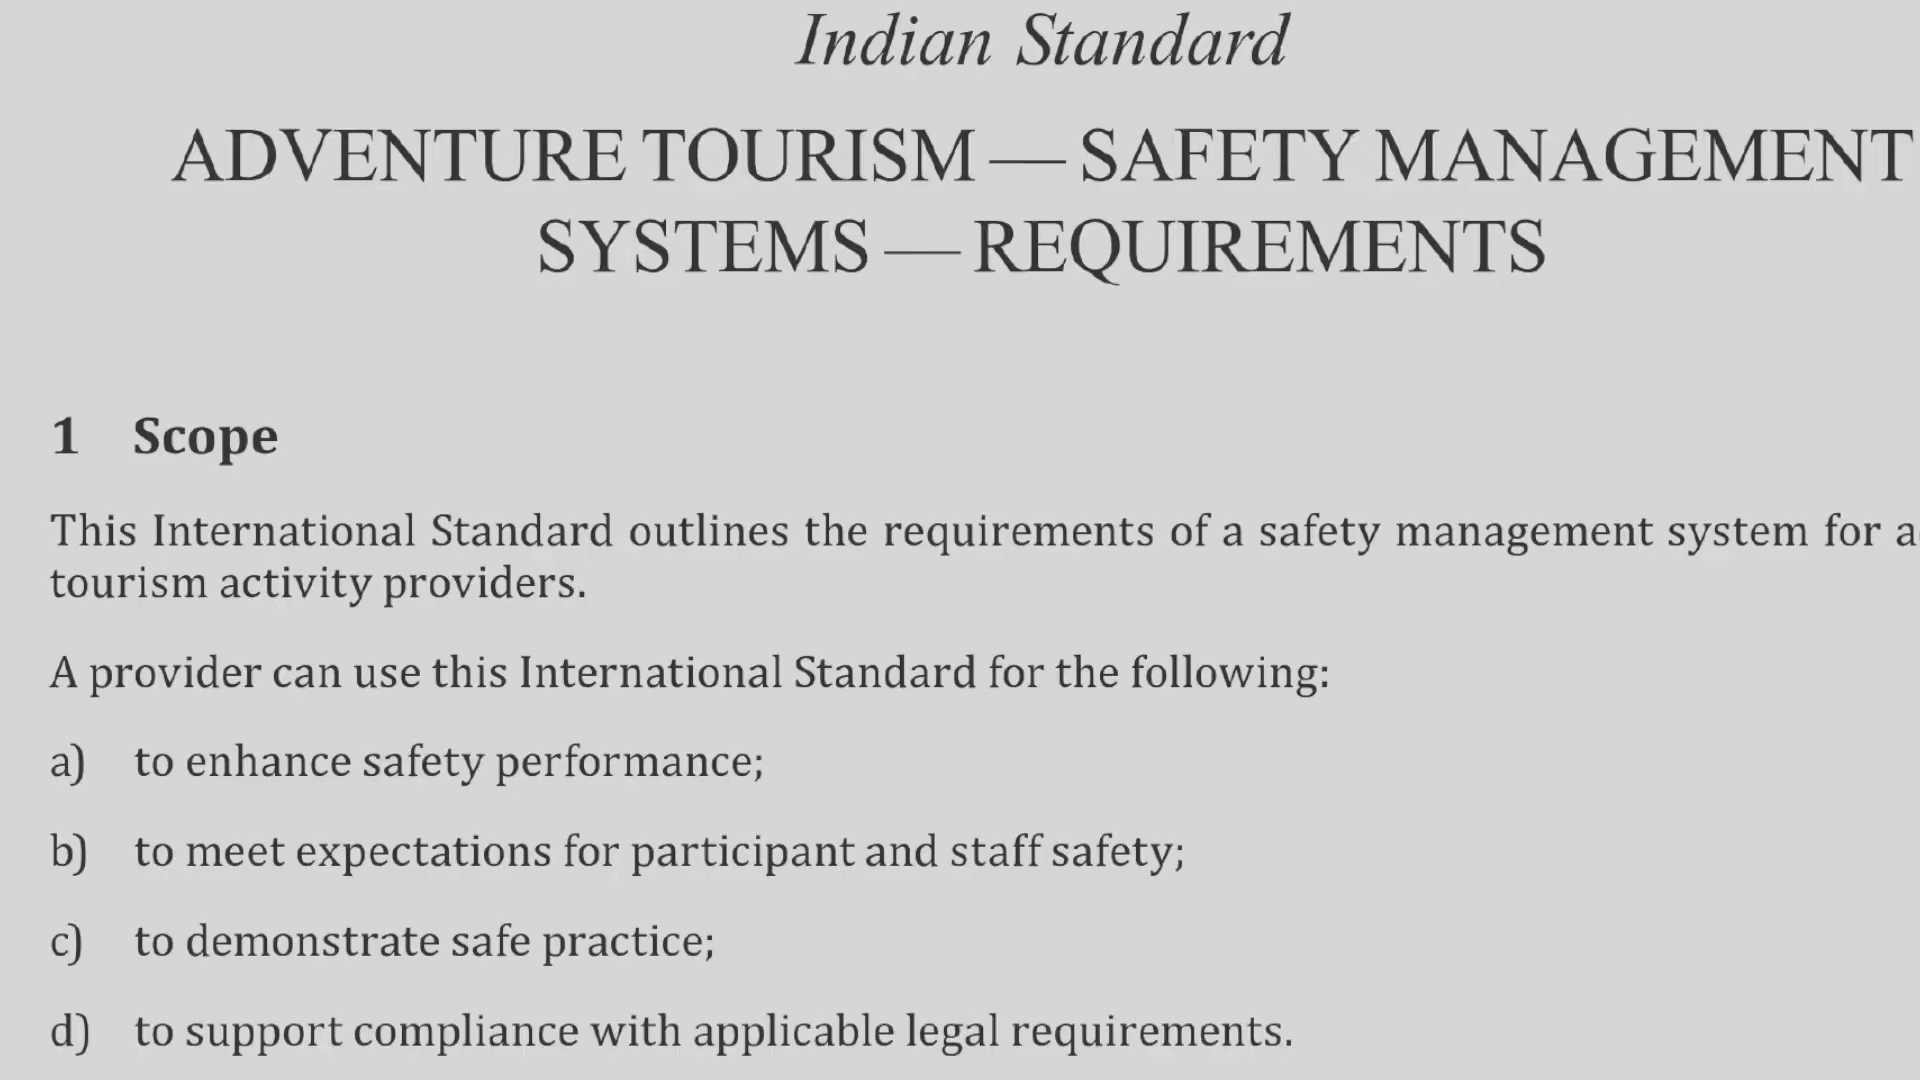 Indian Standard
ADVENTURE TOURISM — SAFETY MANAGEMENT
SYSTEMS — REQUIREMENTS
1 Scope
This International Standard outlines the requirements of a safety management system for
tourism activity providers.
A provider can use this International Standard for the following:
a) to enhance safety performance;
b) to meet expectations for participant and staff safety;
c) to demonstrate safe practice;
d) to support compliance with applicable legal requirements.